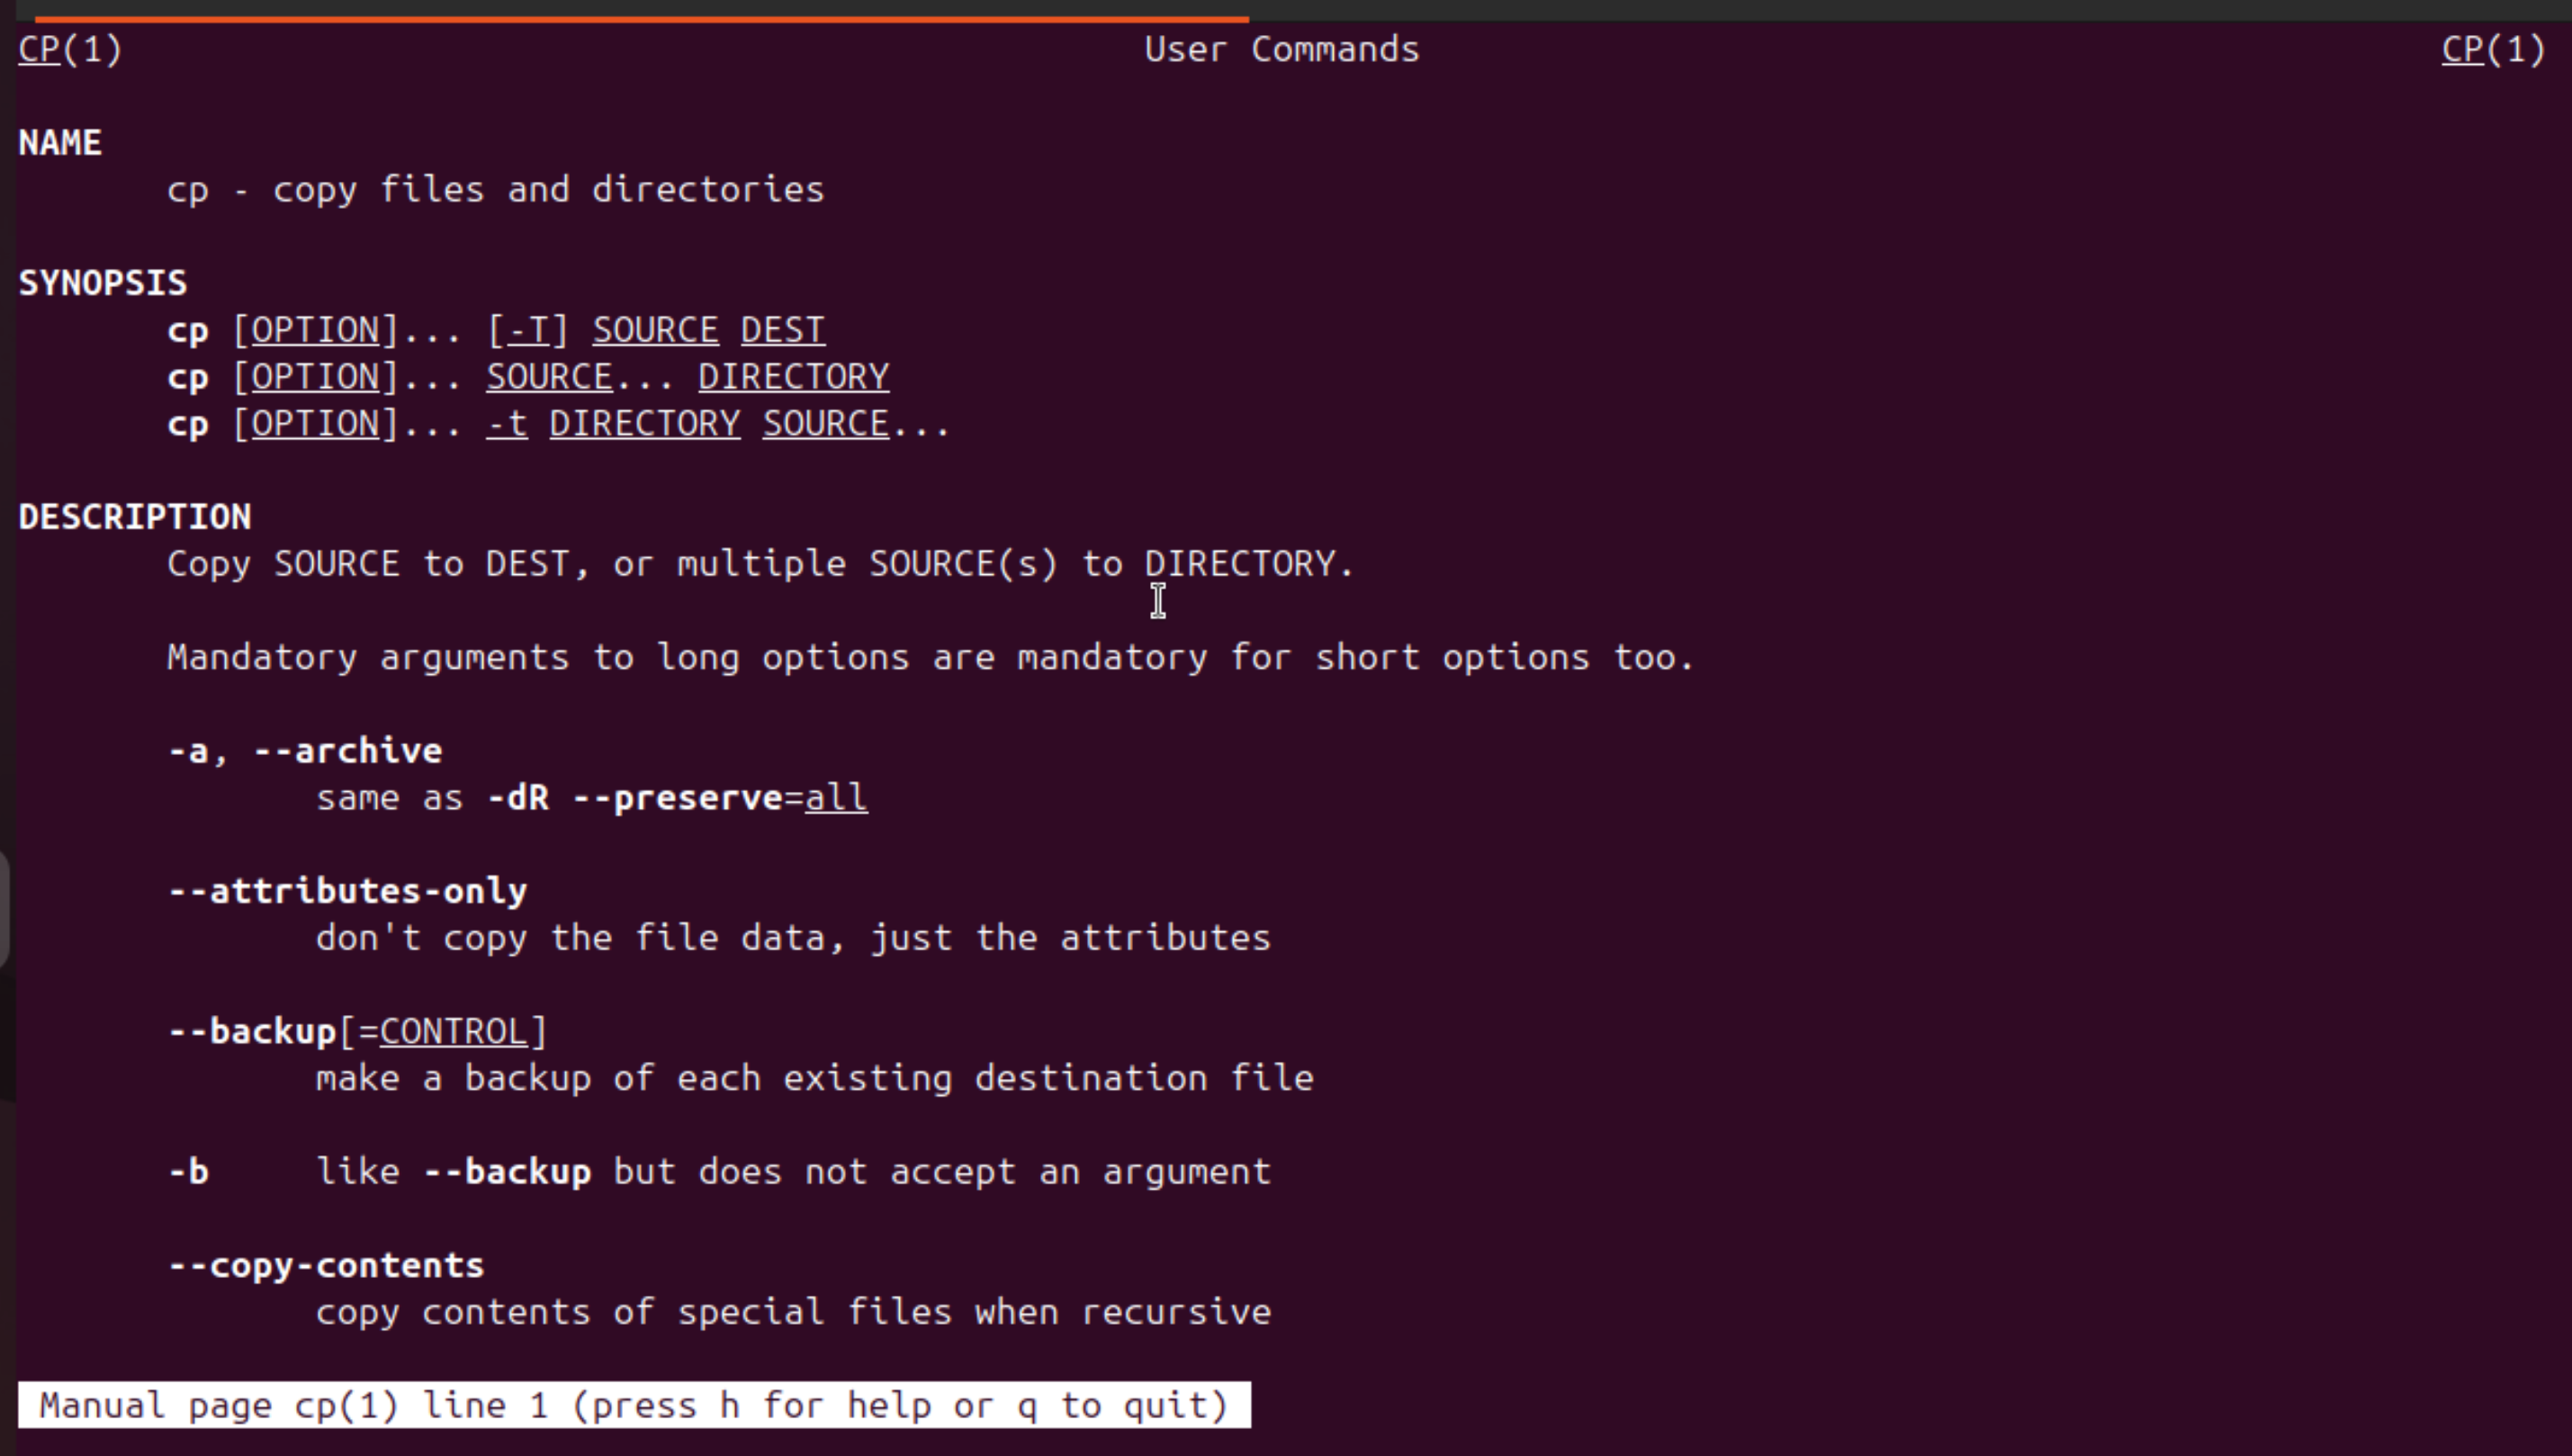 CP(1) User Commands CP(1)
NAME
cp - copy files and directories
SYNOPSIS
cp [OPTION]... [-T] SOURCE DEST
cp [OPTION]... SOURCE... DIRECTORY
cp [OPTION]... -t DIRECTORY SOURCE...
DESCRIPTION
Copy SOURCE to DEST, or multiple SOURCE(s) to DIRECTORY.
Mandatory arguments to long options are mandatory for short options too.
-a, --archive
same as -dR --preserve=all
--attributes-only
don't copy the file data, just the attributes
--backup[=CONTROL]
make a backup of each existing destination file
-b like --backup but does not accept an argument
--copy-contents
copy contents of special files when recursive
Manual page cp(1) line 1 (press h for help or q to quit)